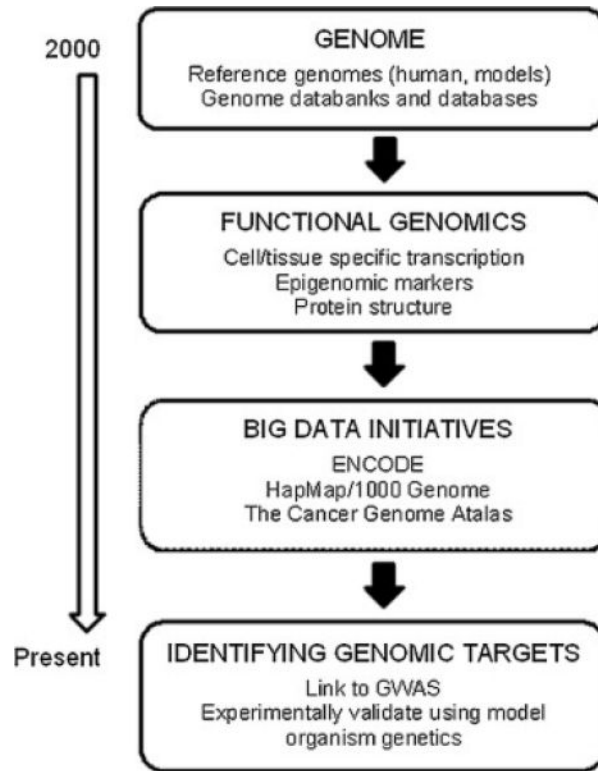 2000
GENOME
Reference genomes (human, models)
Genome databanks and databases
FUNCTIONAL GENOMICS
Cell/tissue specific transcription
Epigenomic markers
Protein structure
BIG DATA INITIATIVES
ENCODE
HapMap/1000 Genome
The Cancer Genome Atalas
Present
IDENTIFYING GENOMIC TARGETS
Link to GWAS
Experimentally validate using model
organism genetics